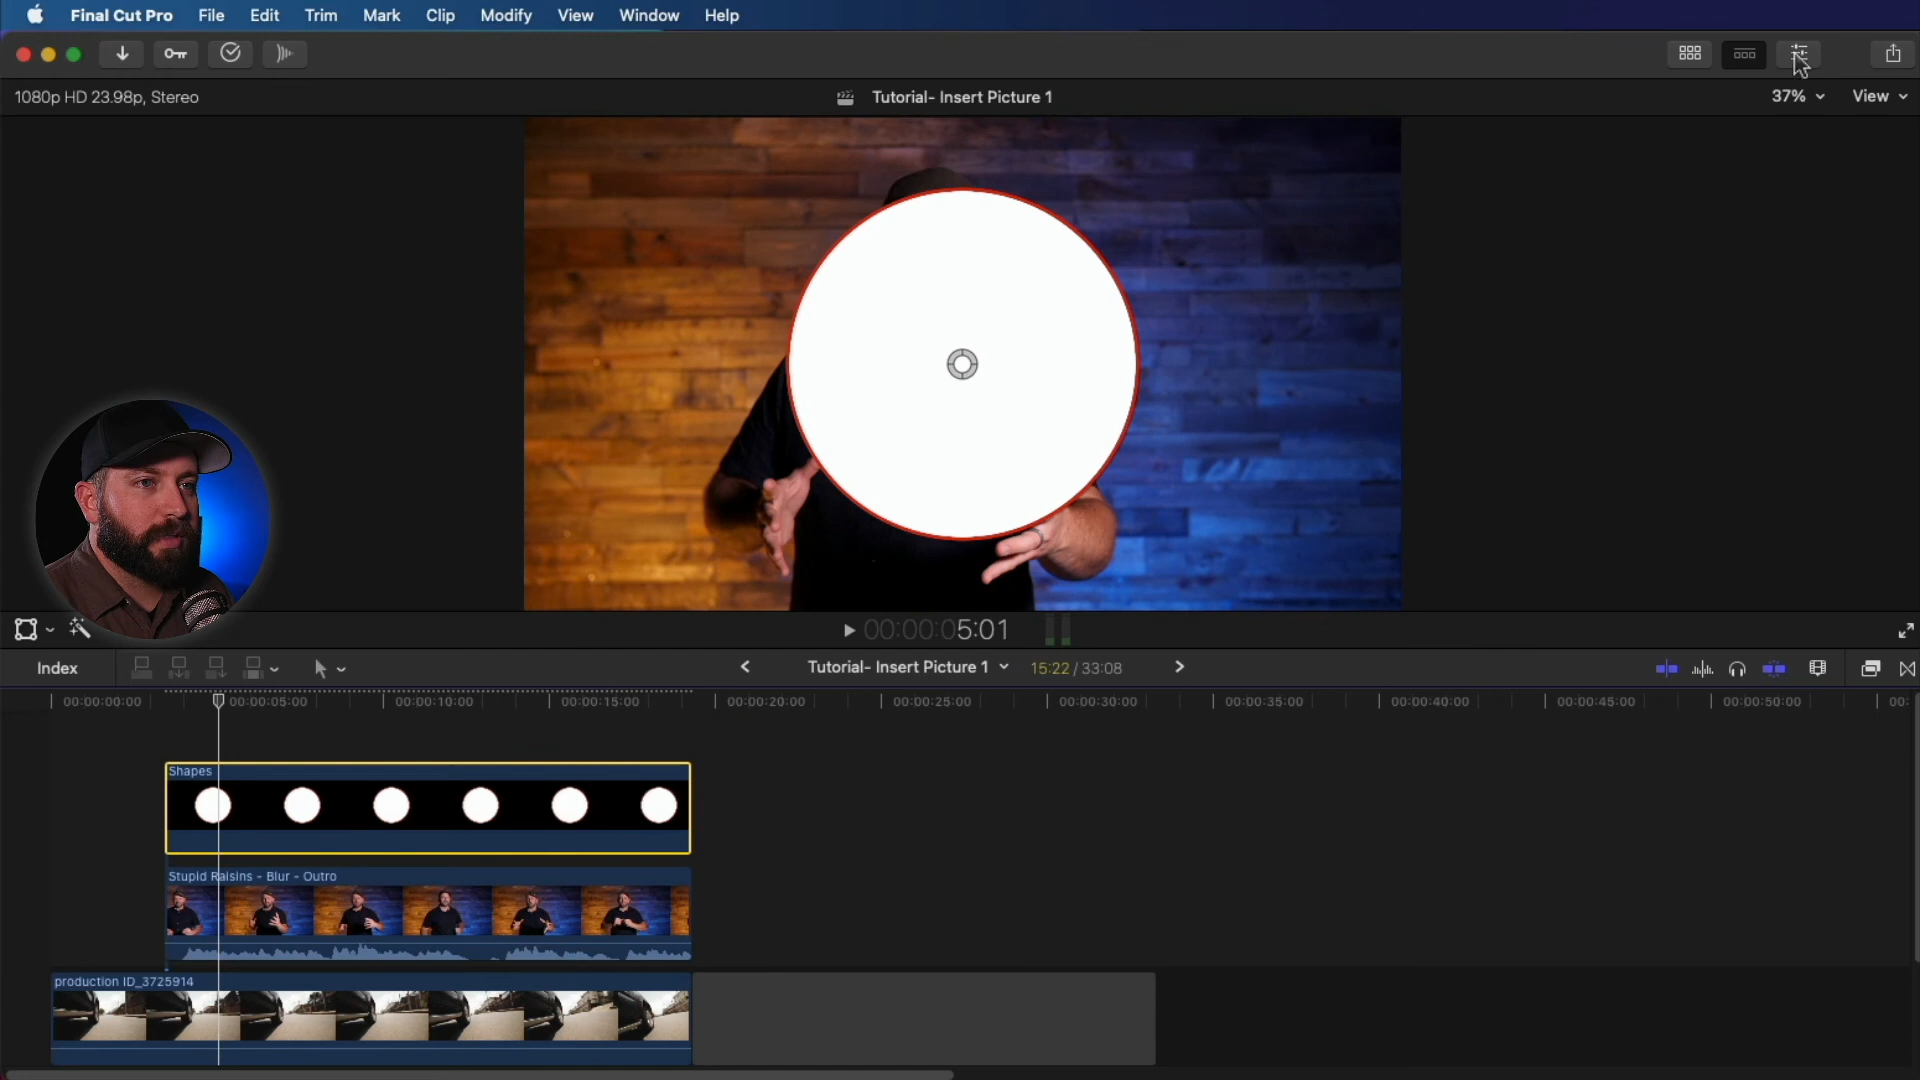 Final Cut Pro File Edit Trim Mark Clip Modify View Window Help
1080p HD 23.98p, Stereo
Tutorial- Insert Picture 1
37%
View
00:00:05:01
Index
Tutorial- Insert Picture 1
15:22 / 33:08
00:00:00:00 00:00:05:00 00:00:10:00 00:00:15:00 00:00:20:00 00:00:25:00 00:00:30:00 00:00:35:00 00:00:40:00 00:00:45:00 00:00:50:00 00:
Shapes
Stupid Raisins - Blur - Outro
production ID_3725914